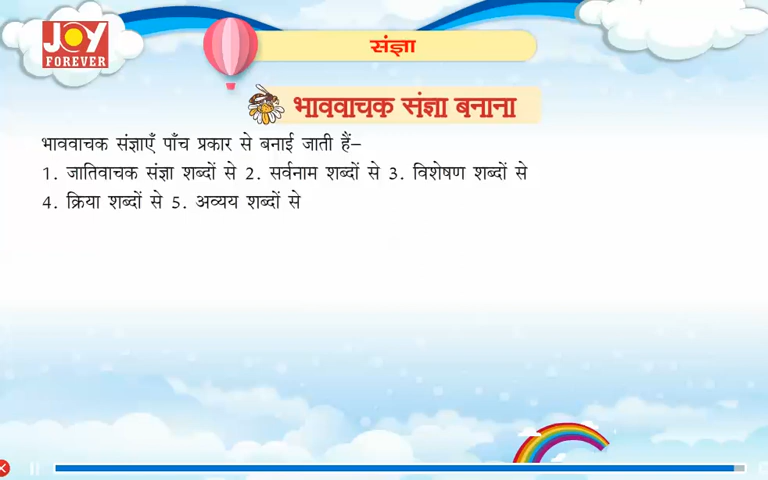 JOY
FOREVER
संज्ञा
भाववाचक संज्ञा बनाना
भाववाचक संज्ञाएँ पाँच प्रकार से बनाई जाती हैं–
1. जातिवाचक संज्ञा शब्दों से 2. सर्वनाम शब्दों से 3. विशेषण शब्दों से
4. क्रिया शब्दों से 5. अव्यय शब्दों से